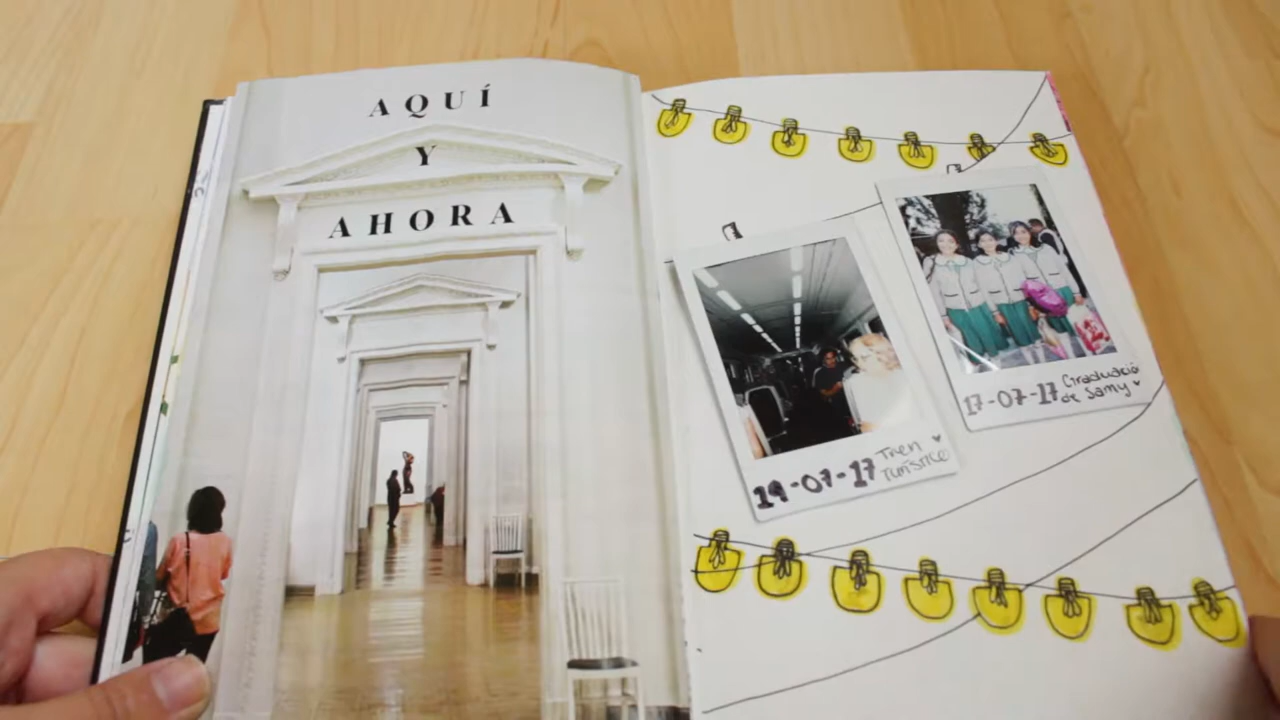 AQUÍ
Y
AHORA
19-07-17 Tren
Turístico
17-07-17 Graduació
de Samy